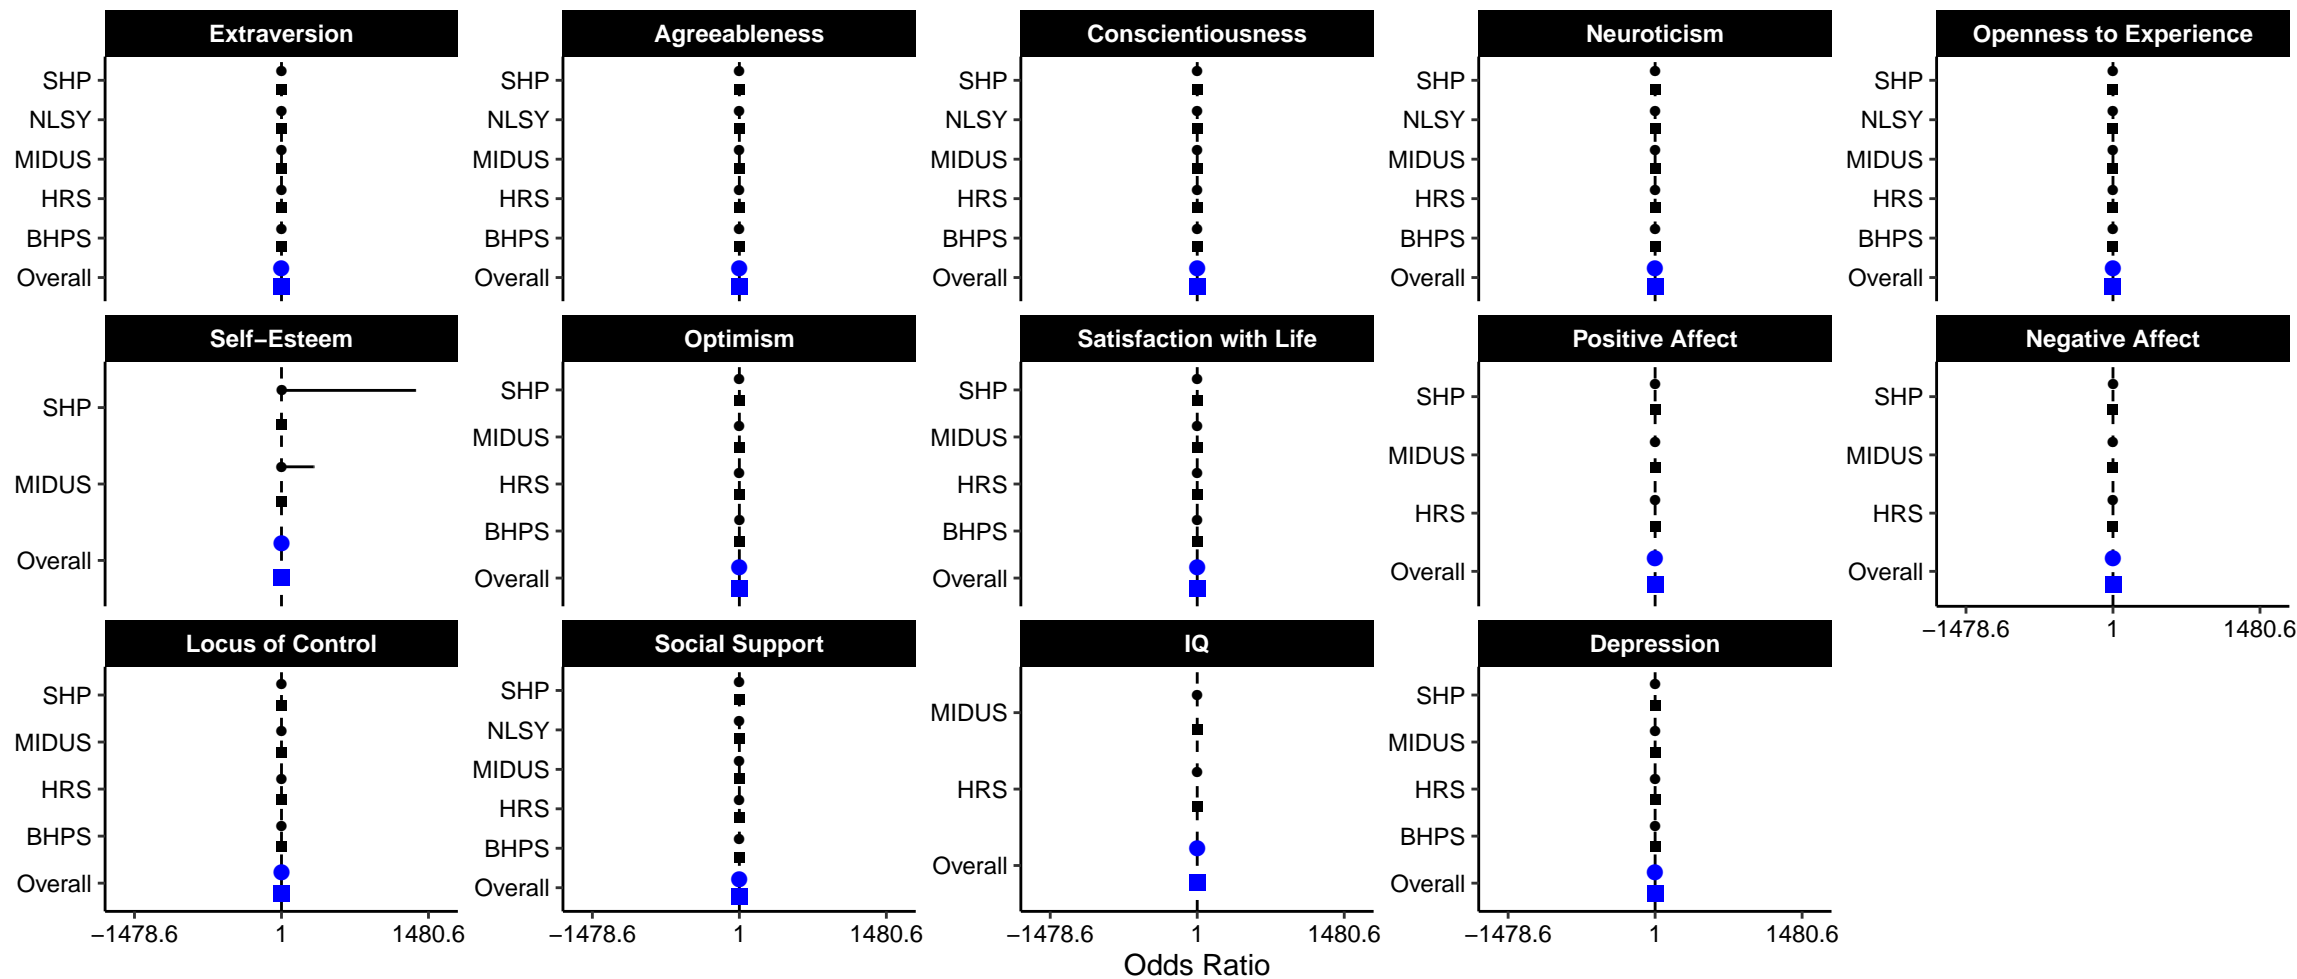 Extraversion
SHP
NLSY
MIDUS
HRS
BHPS
Overall
Agreeableness
SHP
NLSY
MIDUS
HRS
BHPS
Overall
Conscientiousness
SHP
NLSY
MIDUS
HRS
BHPS
Overall
Neuroticism
SHP
NLSY
MIDUS
HRS
BHPS
Overall
Openness to Experience
SHP
NLSY
MIDUS
HRS
BHPS
Overall
Self−Esteem
SHP
MIDUS
Overall
Optimism
SHP
MIDUS
HRS
BHPS
Overall
Satisfaction with Life
SHP
MIDUS
HRS
BHPS
Overall
Positive Affect
SHP
MIDUS
HRS
Overall
Negative Affect
SHP
MIDUS
HRS
Overall
−1478.6 1 1480.6
Locus of Control
SHP
MIDUS
HRS
BHPS
Overall
−1478.6 1 1480.6
Social Support
SHP
NLSY
MIDUS
HRS
BHPS
Overall
−1478.6 1 1480.6
IQ
MIDUS
HRS
Overall
−1478.6 1 1480.6
Depression
SHP
MIDUS
HRS
BHPS
Overall
−1478.6 1 1480.6
Odds Ratio